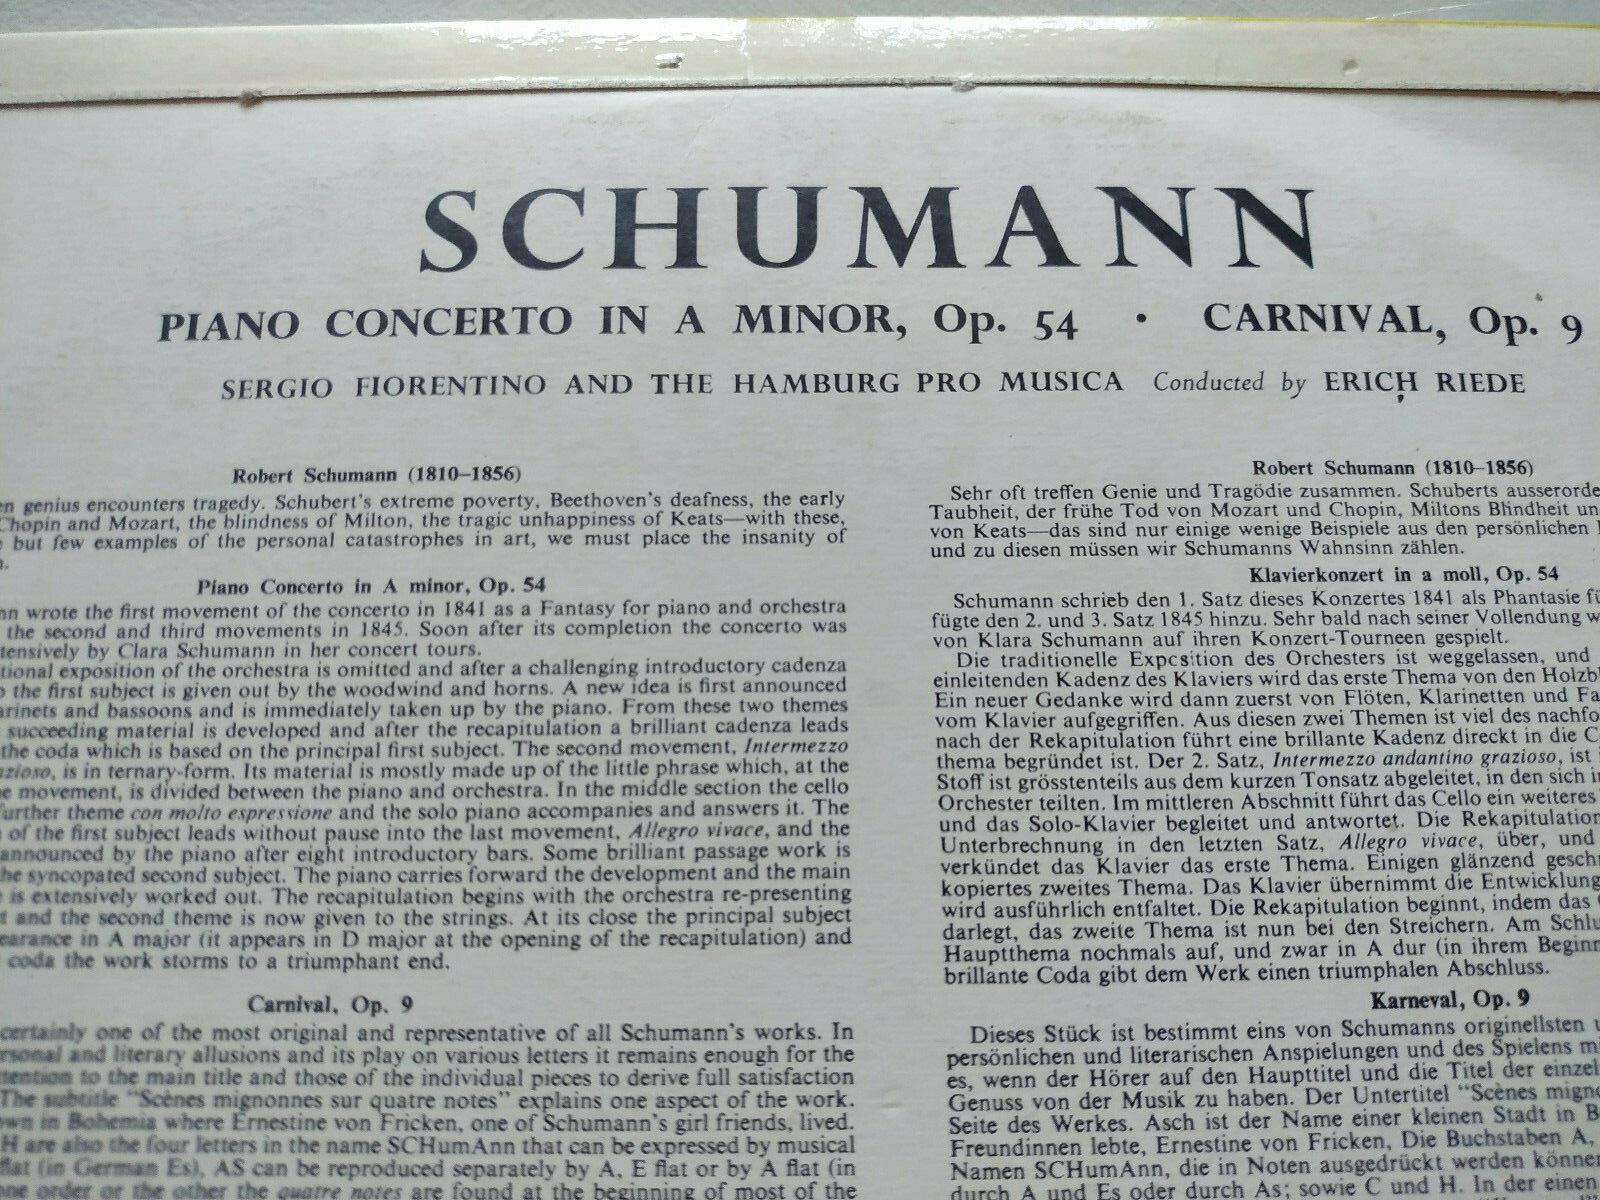 SCHUMANN
PIANO CONCERTO IN A MINOR, Op. 54 · CARNIVAL, Op. 9
SERGIO FIORENTINO AND THE HAMBURG PRO MUSICA Conducted by ERICH RIEDE
Robert Schumann (1810–1856)
en genius encounters tragedy. Schubert's extreme poverty, Beethoven's deafness, the early
Chopin and Mozart, the blindness of Milton, the tragic unhappiness of Keats—with these,
but few examples of the personal catastrophes in art, we must place the insanity of
Piano Concerto in A minor, Op. 54
nn wrote the first movement of the concerto in 1841 as a Fantasy for piano and orchestra
the second and third movements in 1845. Soon after its completion the concerto was
tensively by Clara Schumann in her concert tours.
tional exposition of the orchestra is omitted and after a challenging introductory cadenza
the first subject is given out by the woodwind and horns. A new idea is first announced
arinets and bassoons and is immediately taken up by the piano. From these two themes
succeeding material is developed and after the recapitulation a brilliant cadenza leads
the coda which is based on the principal first subject. The second movement, Intermezzo
zioso, is in ternary-form. Its material is mostly made up of the little phrase which, at the
e movement, is divided between the piano and orchestra. In the middle section the cello
further theme con molto espressione and the solo piano accompanies and answers it. The
of the first subject leads without pause into the last movement, Allegro vivace, and the
announced by the piano after eight introductory bars. Some brilliant passage work is
he syncopated second subject. The piano carries forward the development and the main
is extensively worked out. The recapitulation begins with the orchestra re-presenting
t and the second theme is now given to the strings. At its close the principal subject
earance in A major (it appears in D major at the opening of the recapitulation) and
coda the work storms to a triumphant end.
Carnival, Op. 9
certainly one of the most original and representative of all Schumann's works. In
rsonal and literary allusions and its play on various letters it remains enough for the
tention to the main title and those of the individual pieces to derive full satisfaction
The subtitle "Scènes mignonnes sur quatre notes" explains one aspect of the work.
wn in Bohemia where Ernestine von Fricken, one of Schumann's girl friends, lived.
H are also the four letters in the name SCHumAnn that can be expressed by musical
flat (in German Es), AS can be reproduced separately by A, E flat or by A flat (in
one order or the other the quatre notes are found at the beginning of most of the
Robert Schumann (1810–1856)
Sehr oft treffen Genie und Tragödie zusammen. Schuberts ausserorde
Taubheit, der frühe Tod von Mozart und Chopin, Miltons Blindheit un
von Keats—das sind nur einige wenige Beispiele aus den persönlichen
und zu diesen müssen wir Schumanns Wahnsinn zählen.
Klavierkonzert in a moll, Op. 54
Schumann schrieb den 1. Satz dieses Konzertes 1841 als Phantasie fü
fügte den 2. und 3. Satz 1845 hinzu. Sehr bald nach seiner Vollendung w
von Klara Schumann auf ihren Konzert-Tourneen gespielt.
Die traditionelle Exposition des Orchesters ist weggelassen, und
einleitenden Kadenz des Klaviers wird das erste Thema von den Holzbl
Ein neuer Gedanke wird dann zuerst von Flöten, Klarinetten und Fa
vom Klavier aufgegriffen. Aus diesen zwei Themen ist viel des nachfo
nach der Rekapitulation führt eine brillante Kadenz direkt in die C
thema begründet ist. Der 2. Satz, Intermezzo andantino grazioso, ist
Stoff ist grösstenteils aus dem kurzen Tonsatz abgeleitet, in den sich i
Orchester teilten. Im mittleren Abschnitt führt das Cello ein weiteres
und das Solo-Klavier begleitet und antwortet. Die Rekapitulation
Unterbrechung in den letzten Satz, Allegro vivace, über, und
verkündet das Klavier das erste Thema. Einigen glänzend gesch
kopiertes zweites Thema. Das Klavier übernimmt die Entwicklung
wird ausführlich entfaltet. Die Rekapitulation beginnt, indem das
darlegt, das zweite Thema ist nun bei den Streichern. Am Schlu
Hauptthema nochmals auf, und zwar in A dur (in ihrem Beginn
brillante Coda gibt dem Werk einen triumphalen Abschluss.
Karneval, Op. 9
Dieses Stück ist bestimmt eins von Schumanns originellsten u
persönlichen und literarischen Anspielungen und des Spielens m
es, wenn der Hörer auf den Haupttitel und die Titel der einzel
Genuss von der Musik zu haben. Der Untertitel "Scènes migno
Seite des Werkes. Asch ist der Name einer kleinen Stadt in B
Freundinnen lebte, Ernestine von Fricken, Die Buchstaben A,
Namen SCHumAnn, die in Noten ausgedrückt werden könner
durch A und Es oder durch As; sowie C und H. In der einen